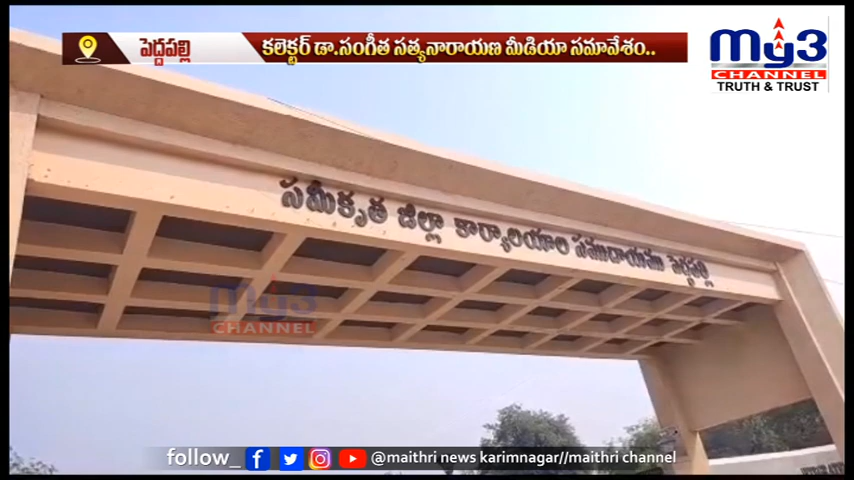 పెద్దపల్లి
కలెక్టర్ డా.సంగీత సత్యనారాయణ మీడియా సమావేశం..
my3
CHANNEL
TRUTH & TRUST
సమీకృత జిల్లా కార్యాలయాల సముదాయము పెద్దపల్లి
my3
CHANNEL
follow_ @maithri news karimnagar//maithri channel